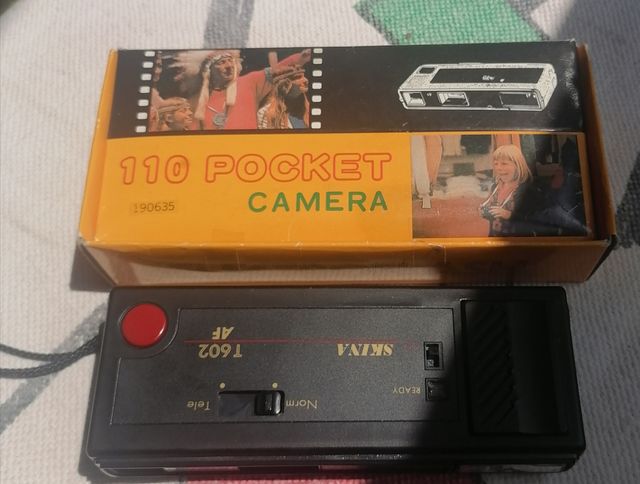 110 POCKET
CAMERA
190635
T602
AF
SKINA
READY
Tele
Norm